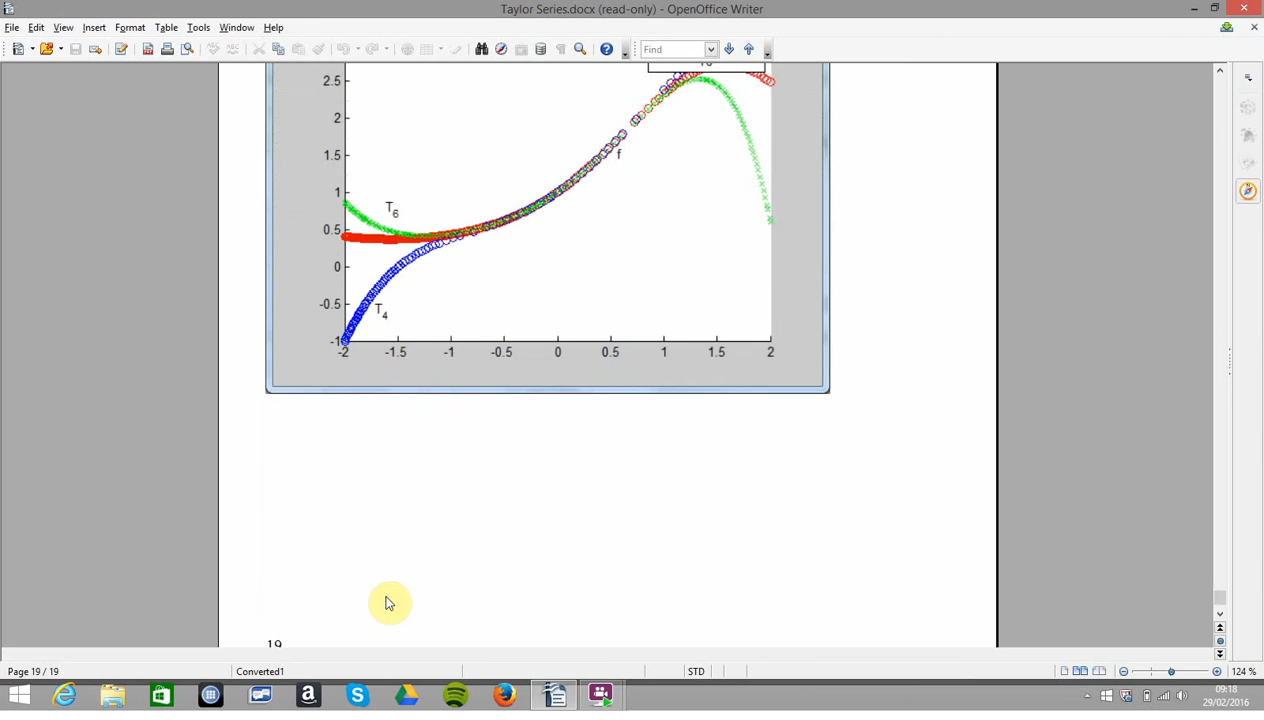 Taylor Series.docx (read-only) - OpenOffice Writer
File Edit View Insert Format Table Tools Window Help
Find
2.5
2
f
1.5
1
T6
0.5
0
-0.5
T4
-1
-2 -1.5 -1 -0.5 0 0.5 1 1.5 2
19
Page 19 / 19 Converted1 STD 124 %
09:18
29/02/2016